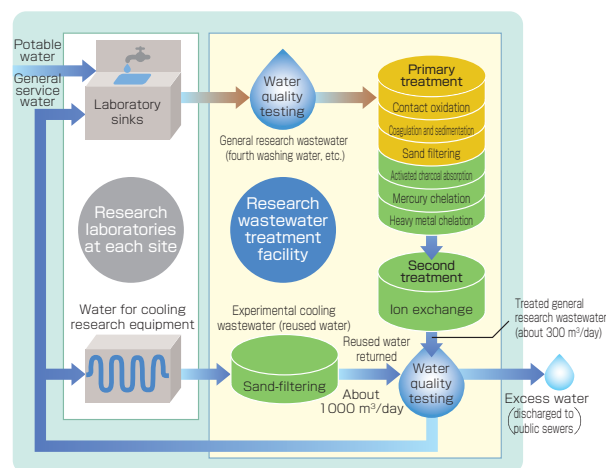 Potable
water
General
service
water
Laboratory
sinks
Water
quality
testing
General research wastewater
(fourth washing water, etc.)
Primary
treatment
Contact oxidation
Coagulation and sedimentation
Sand filtering
Activated charcoal absorption
Mercury chelation
Heavy metal chelation
Research
laboratories
at each site
Research
wastewater
treatment
facility
Second
treatment
Ion exchange
Water for cooling
research equipment
Experimental cooling
wastewater (reused water)
Sand-filtering
Reused water
returned
About
1000 m³/day
Water
quality
testing
Treated general
research wastewater
(about 300 m³/day)
Excess water
(discharged to
public sewers)